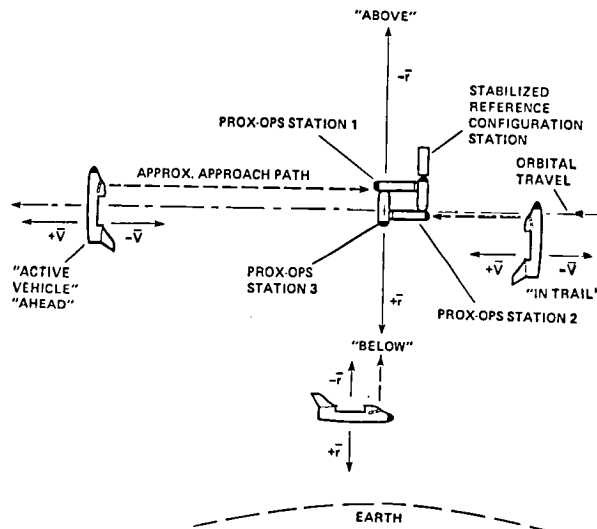 "ABOVE"
−r̄
STABILIZED
REFERENCE
CONFIGURATION
STATION
PROX-OPS STATION 1
APPROX. APPROACH PATH
ORBITAL
TRAVEL
+V̄
−V̄
"ACTIVE
VEHICLE"
"AHEAD"
PROX-OPS
STATION 3
+V̄
−V̄
"IN TRAIL"
PROX-OPS STATION 2
+r̄
"BELOW"
−r̄
+r̄
EARTH